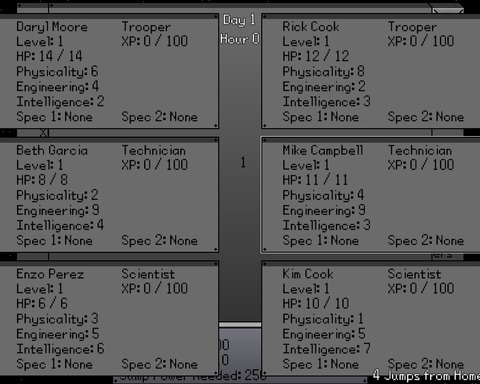 Day 1
Hour 0
Daryl Moore Trooper
Level: 1 XP: 0 / 100
HP: 14 / 14
Physicality: 6
Engineering: 4
Intelligence: 2
Spec 1: None Spec 2: None
Rick Cook Trooper
Level: 1 XP: 0 / 100
HP: 12 / 12
Physicality: 8
Engineering: 2
Intelligence: 3
Spec 1: None Spec 2: None
Beth Garcia Technician
Level: 1 XP: 0 / 100
HP: 8 / 8
Physicality: 2
Engineering: 9
Intelligence: 4
Spec 1: None Spec 2: None
1
Mike Campbell Technician
Level: 1 XP: 0 / 100
HP: 11 / 11
Physicality: 4
Engineering: 9
Intelligence: 3
Spec 1: None Spec 2: None
Enzo Perez Scientist
Level: 1 XP: 0 / 100
HP: 6 / 6
Physicality: 3
Engineering: 5
Intelligence: 6
Spec 1: None Spec 2: None
Kim Cook Scientist
Level: 1 XP: 0 / 100
HP: 10 / 10
Physicality: 1
Engineering: 5
Intelligence: 7
Spec 1: None Spec 2: None
Jump Power Needed: 250
4 Jumps from Home